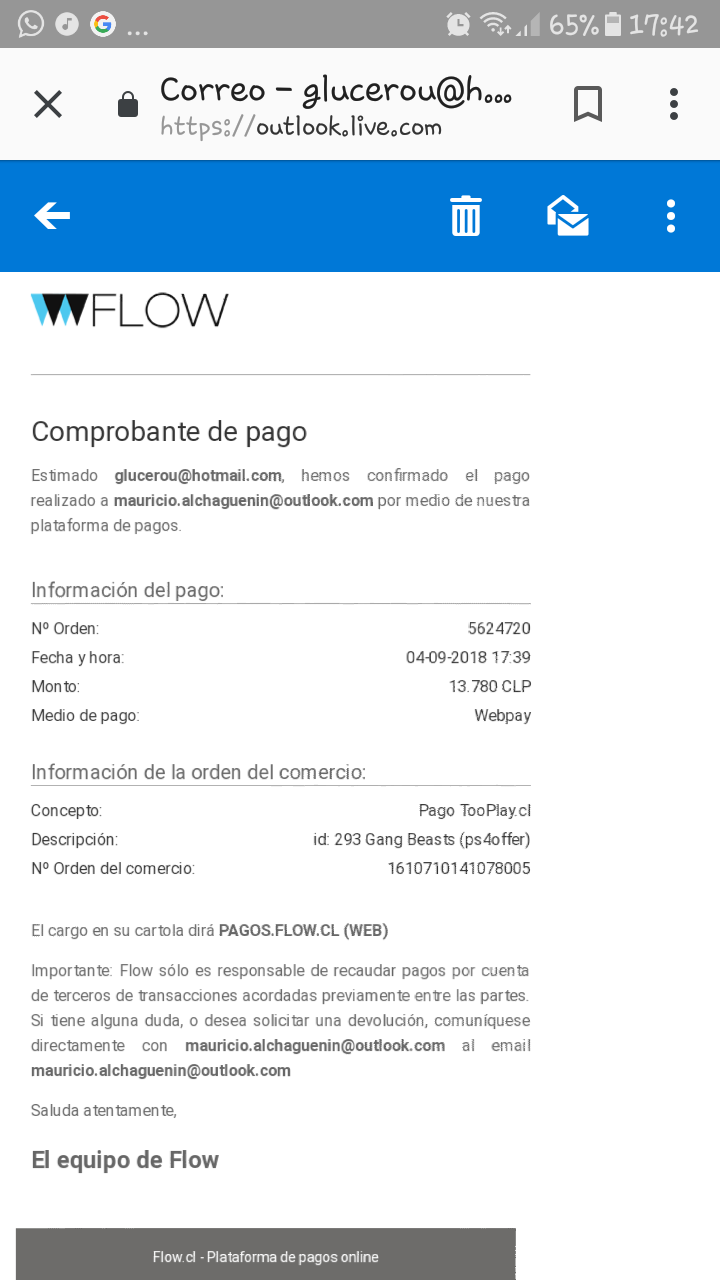 ... 65% 17:42
Correo – glucerou@h...
https://outlook.live.com
FLOW
Comprobante de pago
Estimado glucerou@hotmail.com, hemos confirmado el pago
realizado a mauricio.alchaguenin@outlook.com por medio de nuestra
plataforma de pagos.
Información del pago:
Nº Orden: 5624720
Fecha y hora: 04-09-2018 17:39
Monto: 13.780 CLP
Medio de pago: Webpay
Información de la orden del comercio:
Concepto: Pago TooPlay.cl
Descripción: id: 293 Gang Beasts (ps4offer)
Nº Orden del comercio: 1610710141078005
El cargo en su cartola dirá PAGOS.FLOW.CL (WEB)
Importante: Flow sólo es responsable de recaudar pagos por cuenta
de terceros de transacciones acordadas previamente entre las partes.
Si tiene alguna duda, o desea solicitar una devolución, comuníquese
directamente con mauricio.alchaguenin@outlook.com al email
mauricio.alchaguenin@outlook.com
Saluda atentamente,
El equipo de Flow
Flow.cl - Plataforma de pagos online